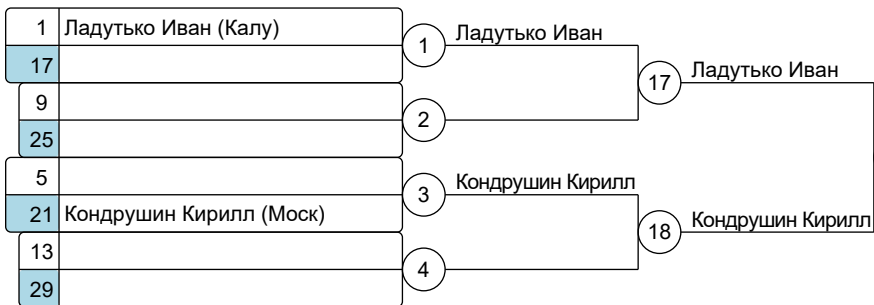 1 Ладутько Иван (Калу)
17
1 Ладутько Иван
9
25
2
17 Ладутько Иван
5
21 Кондрушин Кирилл (Моск)
3 Кондрушин Кирилл
13
29
4
18 Кондрушин Кирилл